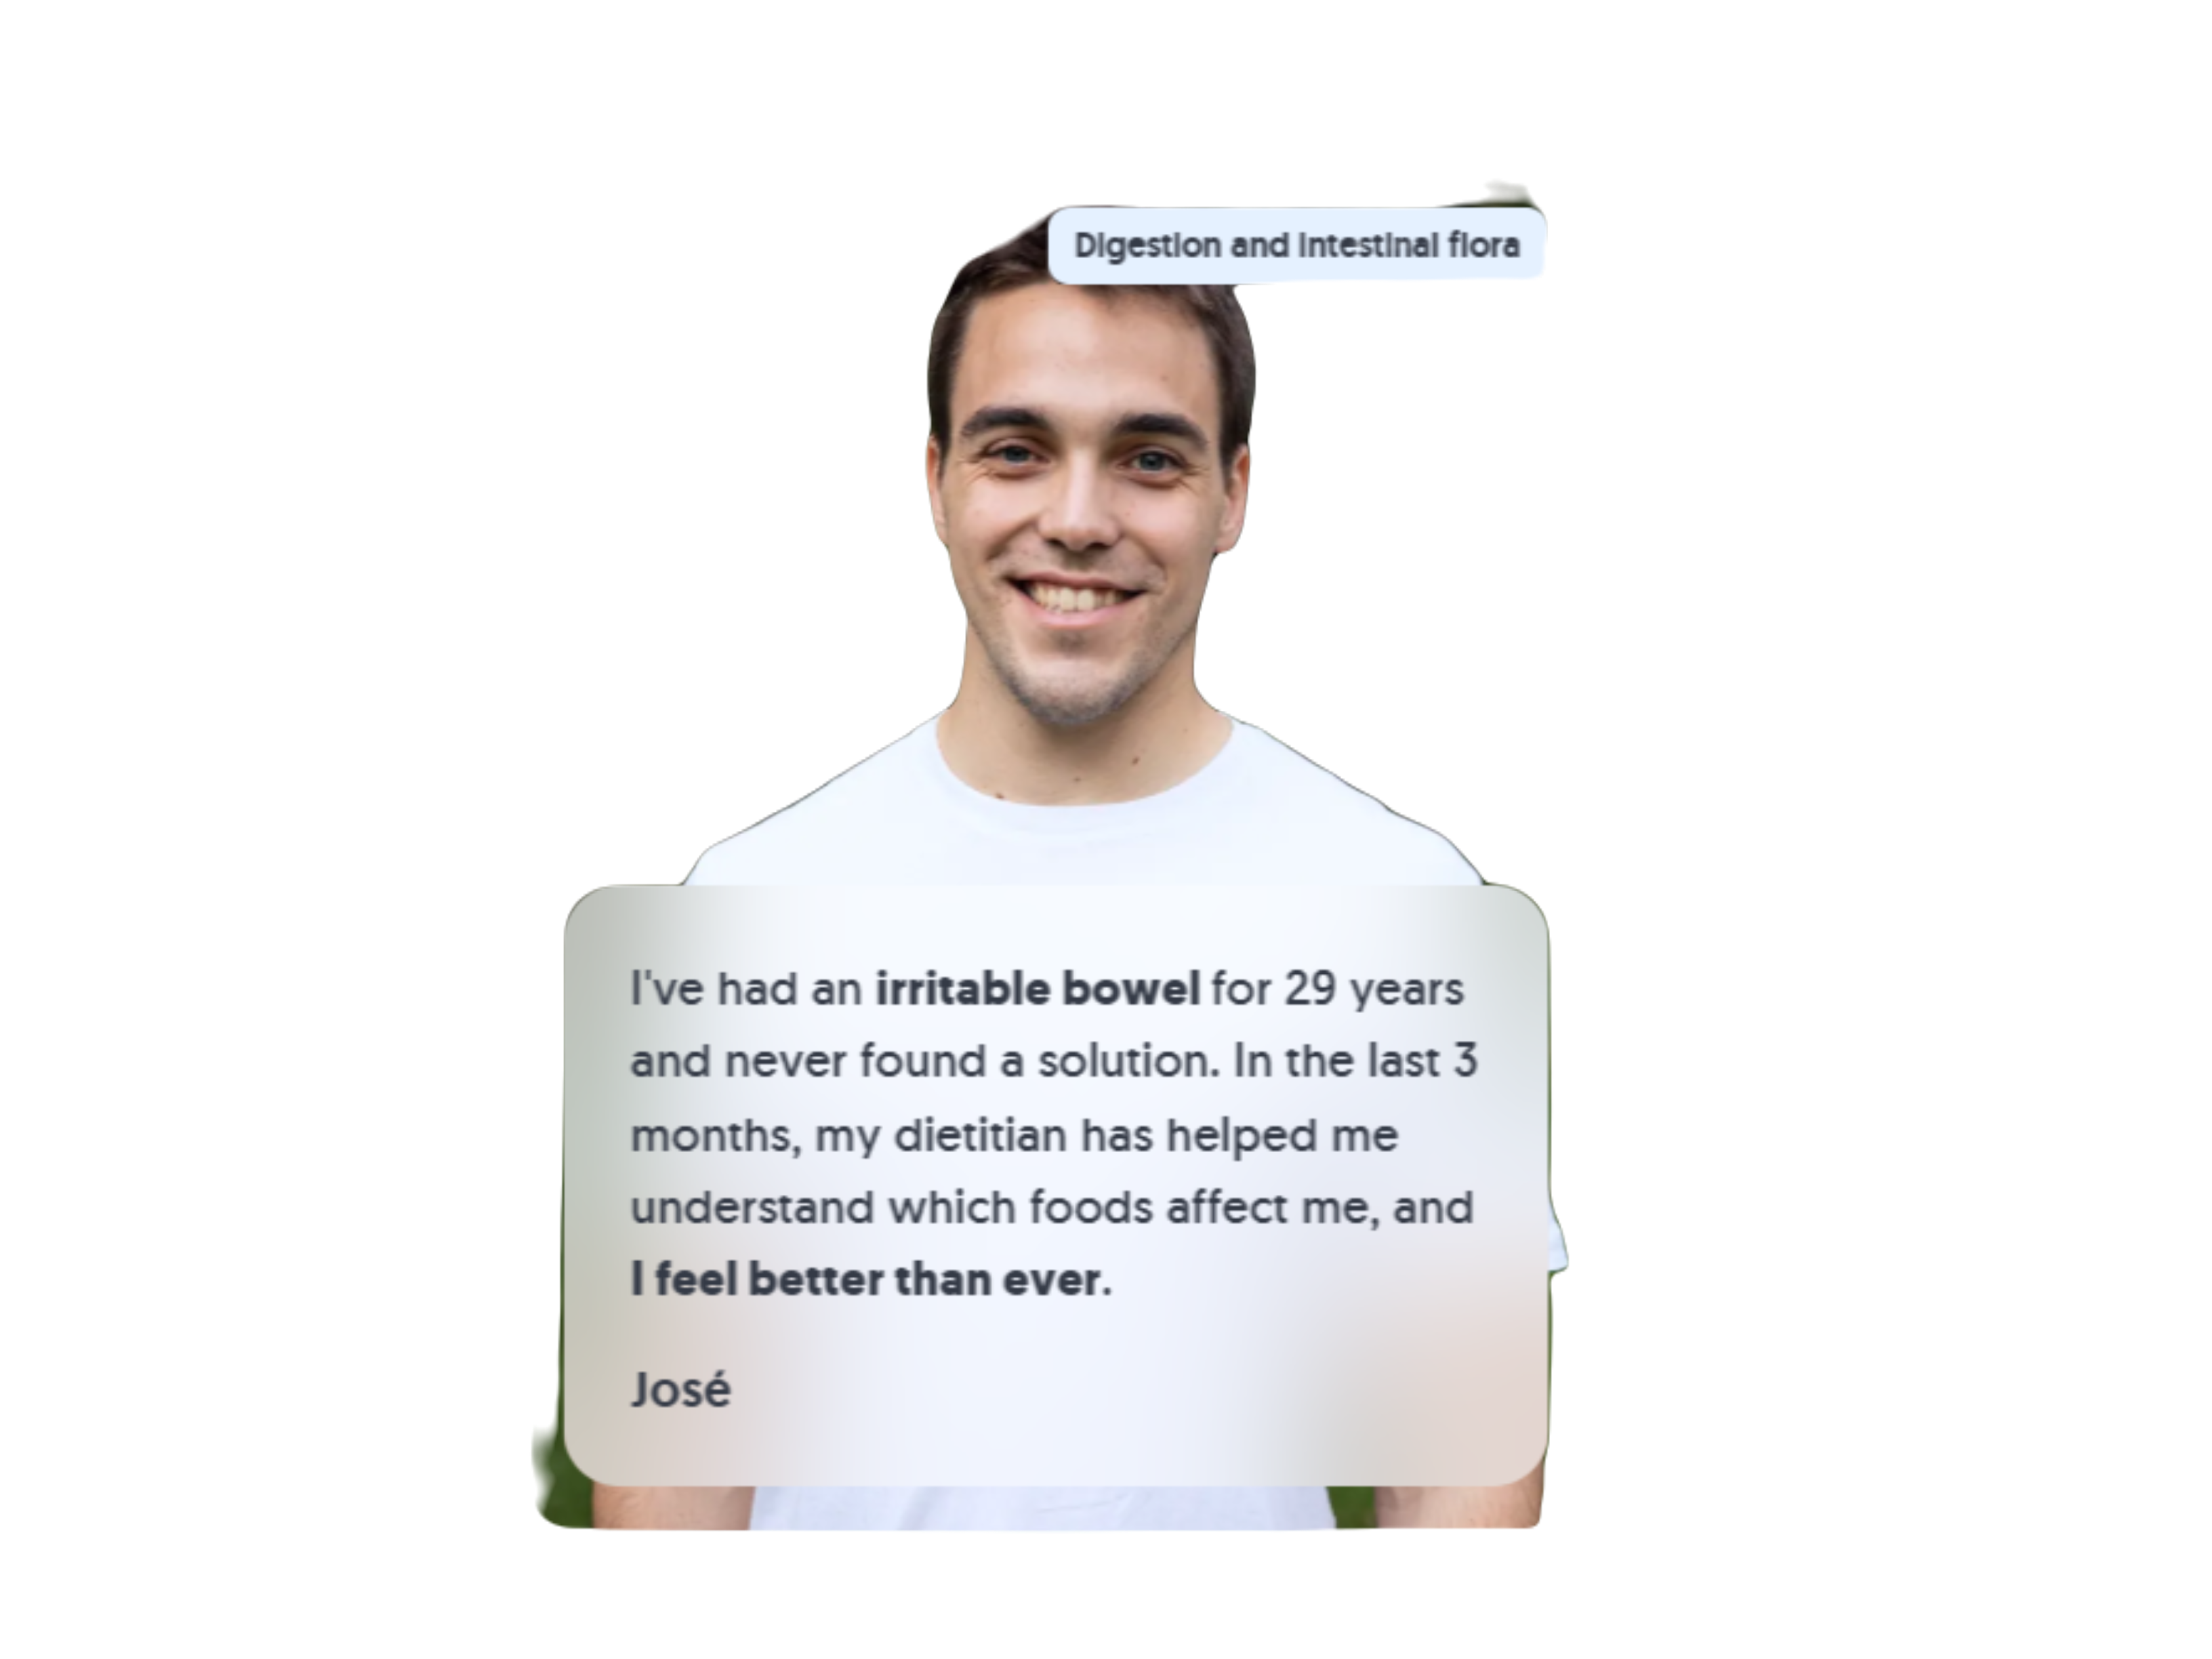 Digestion and intestinal flora
I've had an irritable bowel for 29 years
and never found a solution. In the last 3
months, my dietitian has helped me
understand which foods affect me, and
I feel better than ever.
José